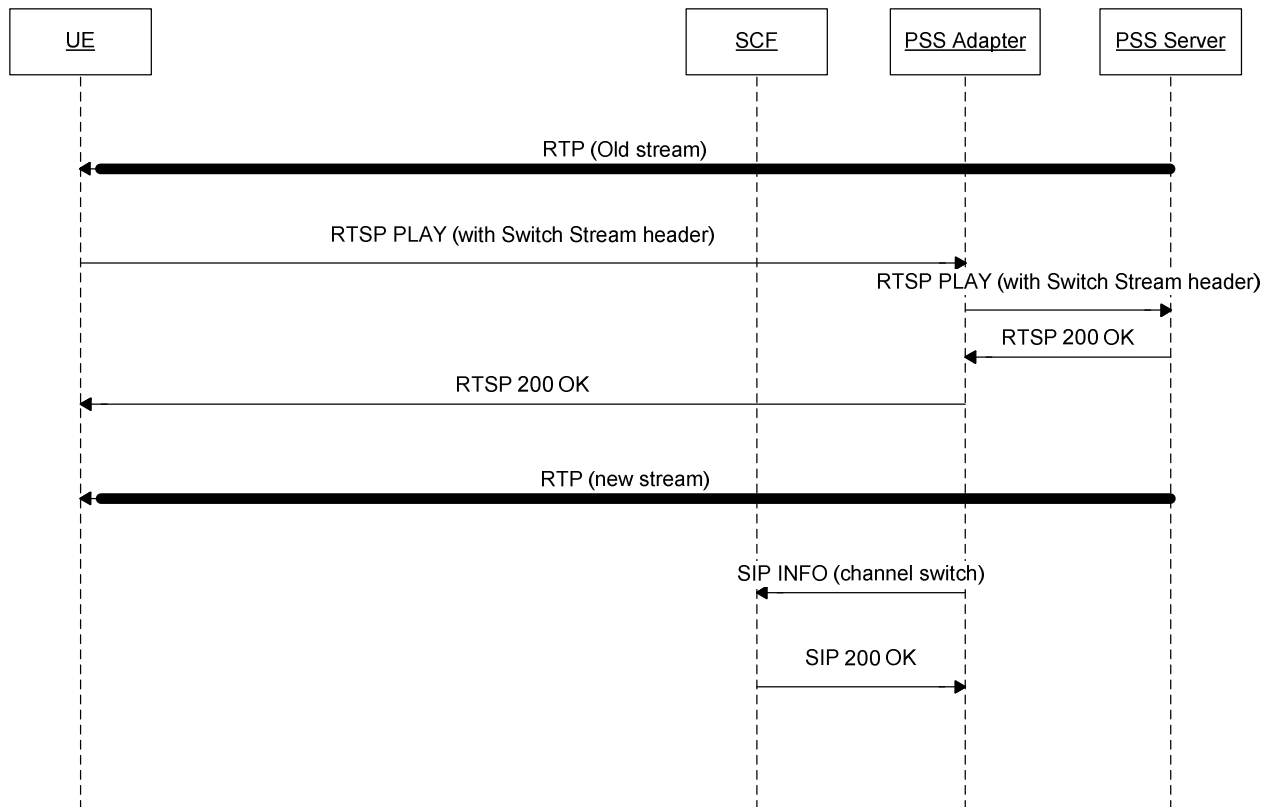 UE
SCF
PSS Adapter
PSS Server
RTP (Old stream)
RTSP PLAY (with Switch Stream header)
RTSP PLAY (with Switch Stream header)
RTSP 200 OK
RTSP 200 OK
RTP (new stream)
SIP INFO (channel switch)
SIP 200 OK